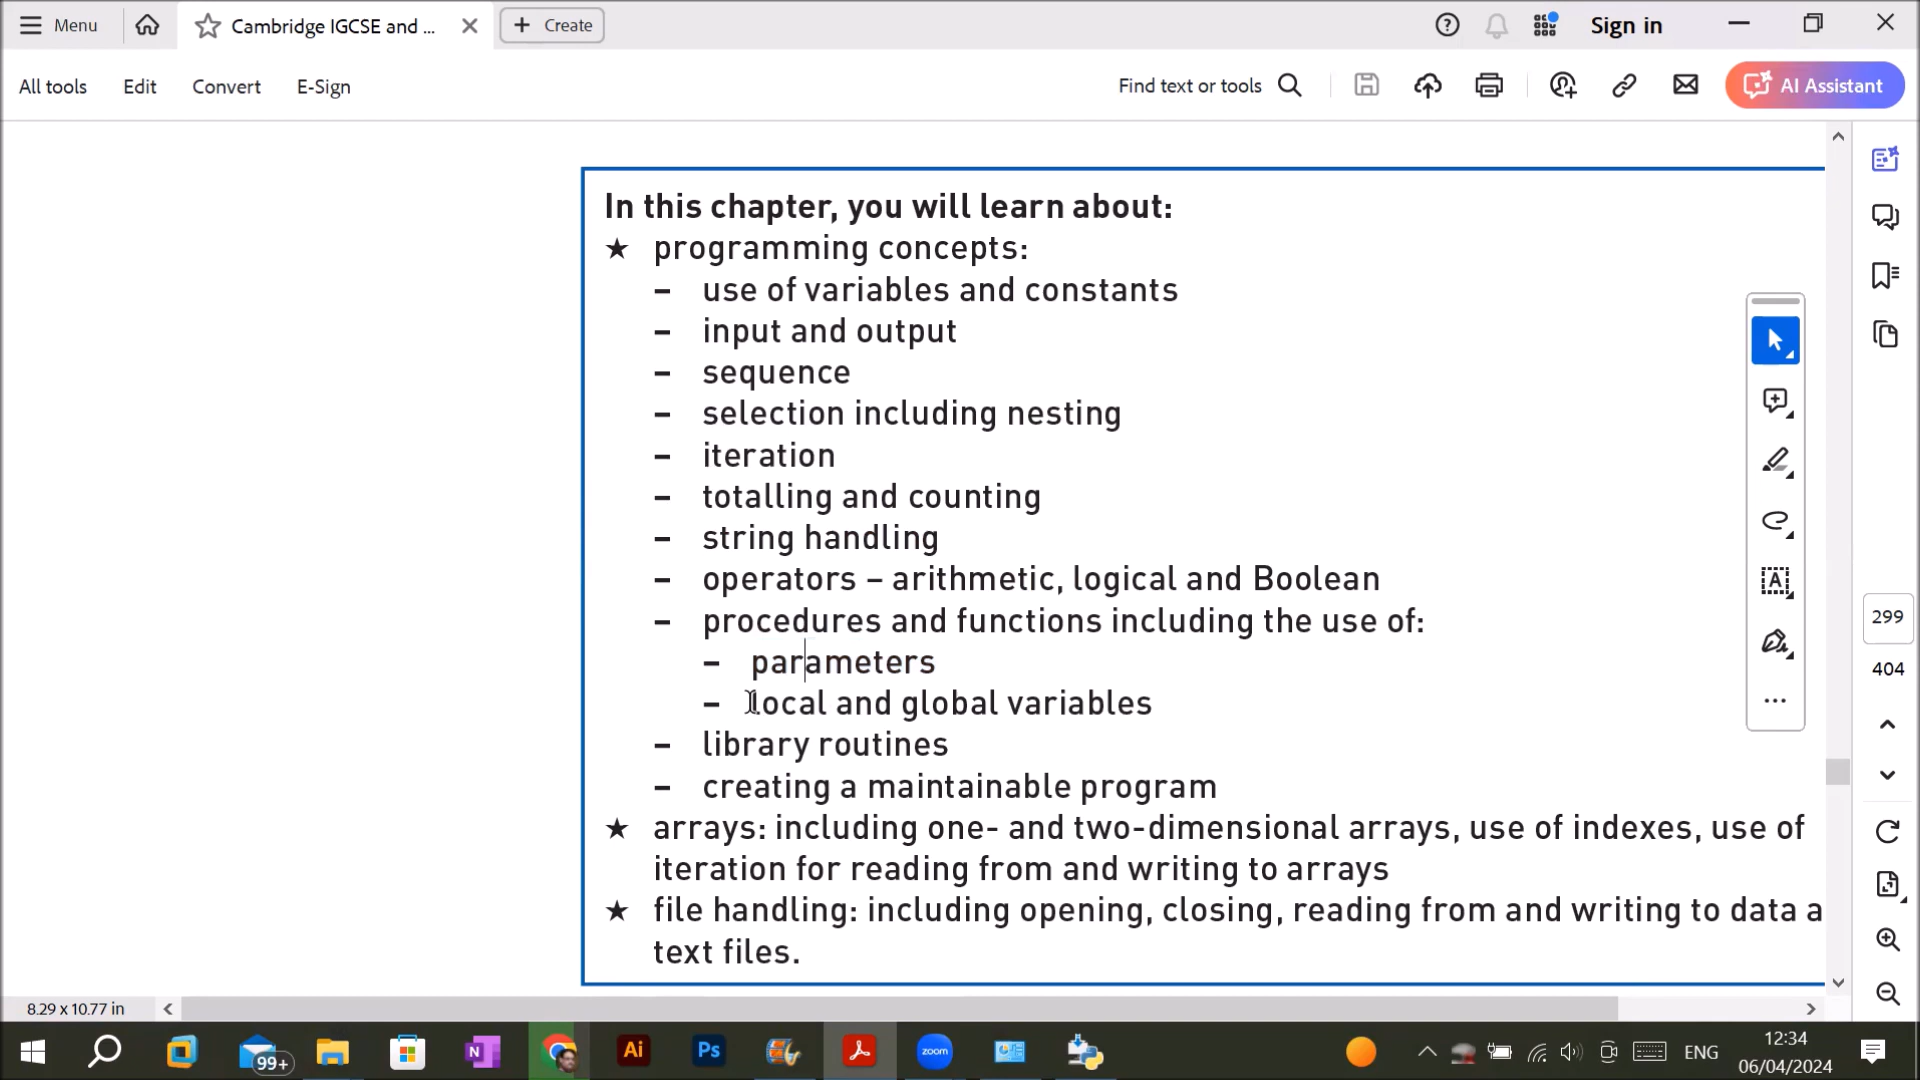 Menu
Cambridge IGCSE and ...
Create
Sign in
All tools
Edit
Convert
E-Sign
Find text or tools
AI Assistant
In this chapter, you will learn about:
★ programming concepts:
– use of variables and constants
– input and output
– sequence
– selection including nesting
– iteration
– totalling and counting
– string handling
– operators – arithmetic, logical and Boolean
– procedures and functions including the use of:
– parameters
– local and global variables
– library routines
– creating a maintainable program
★ arrays: including one- and two-dimensional arrays, use of indexes, use of
iteration for reading from and writing to arrays
★ file handling: including opening, closing, reading from and writing to data a
text files.
299
404
8.29 x 10.77 in
99+
Ai
Ps
zoom
ENG
12:34
06/04/2024